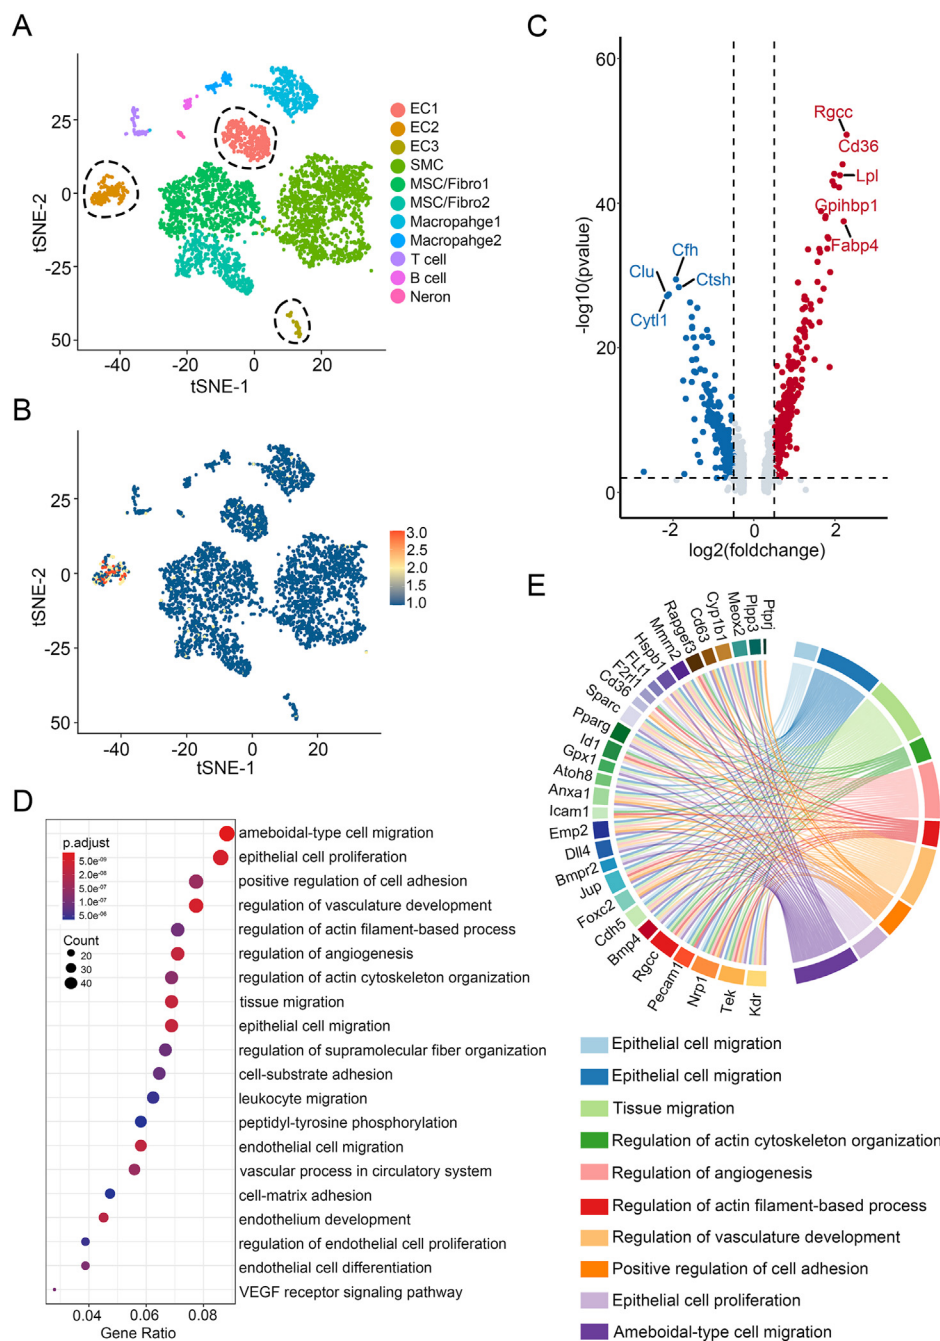 A
25
0
-25
50
tSNE-2
-40
-20
0
20
tSNE-1
EC1
EC2
EC3
SMC
MSC/Fibro1
MSC/Fibro2
Macropahge1
Macropahge2
T cell
B cell
Neron
B
25
0
-25
50
tSNE-2
-40
-20
0
20
tSNE-1
3.0
2.5
2.0
1.5
1.0
C
60
40
20
0
-log10(pvalue)
-2
0
2
log2(foldchange)
Rgcc
Cd36
Lpl
Gpihbp1
Fabp4
Cfh
Clu
Ctsh
Cytl1
D
p.adjust
5.0e-09
2.0e-08
5.0e-07
1.0e-07
5.0e-06
Count
20
30
40
ameboidal-type cell migration
epithelial cell proliferation
positive regulation of cell adhesion
regulation of vasculature development
regulation of actin filament-based process
regulation of angiogenesis
regulation of actin cytoskeleton organization
tissue migration
epithelial cell migration
regulation of supramolecular fiber organization
cell-substrate adhesion
leukocyte migration
peptidyl-tyrosine phosphorylation
endothelial cell migration
vascular process in circulatory system
cell-matrix adhesion
endothelium development
regulation of endothelial cell proliferation
endothelial cell differentiation
VEGF receptor signaling pathway
0.04
0.06
0.08
Gene Ratio
E
Ptprj
Plpp3
Meox2
Cyp1b1
Cd63
Rapgef3
Mmrn2
Hspb1
FLt1
F2rl1
Cd36
Sparc
Pparg
Id1
Gpx1
Atoh8
Anxa1
Icam1
Emp2
Dll4
Bmpr2
Jup
Foxc2
Cdh5
Bmp4
Rgcc
Pecam1
Nrp1
Tek
Kdr
Epithelial cell migration
Epithelial cell migration
Tissue migration
Regulation of actin cytoskeleton organization
Regulation of angiogenesis
Regulation of actin filament-based process
Regulation of vasculature development
Positive regulation of cell adhesion
Epithelial cell proliferation
Ameboidal-type cell migration